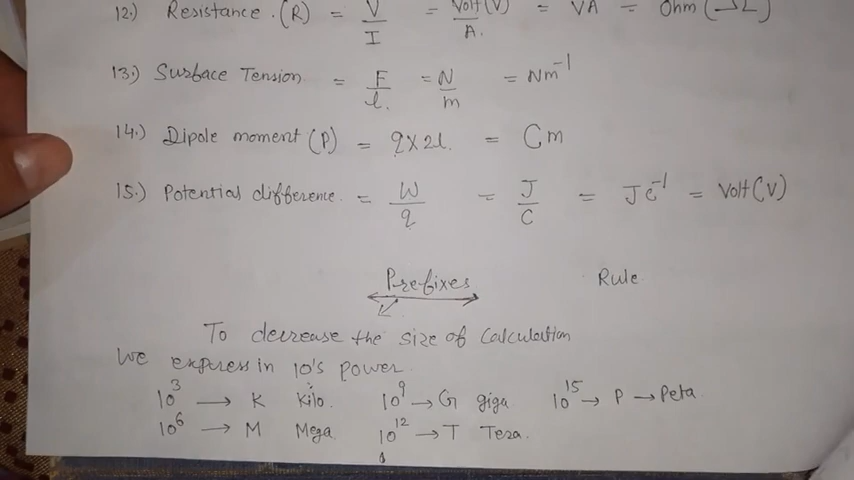 12.) Resistance. (R) = V/I = Volt(V)/A. = VA = Ohm (Ω)
13.) Surface Tension = F/l. = N/m = Nm⁻¹
14.) Dipole moment (P) = q×2l. = Cm
15.) Potential difference. = W/q = J/C = JC⁻¹ = Volt(V)
Prefixes Rule
To decrease the size of calculation
We express in 10's power
10³ → K Kilo. 10⁹ → G giga 10¹⁵ → P → Peta
10⁶ → M Mega 10¹² → T Tera.